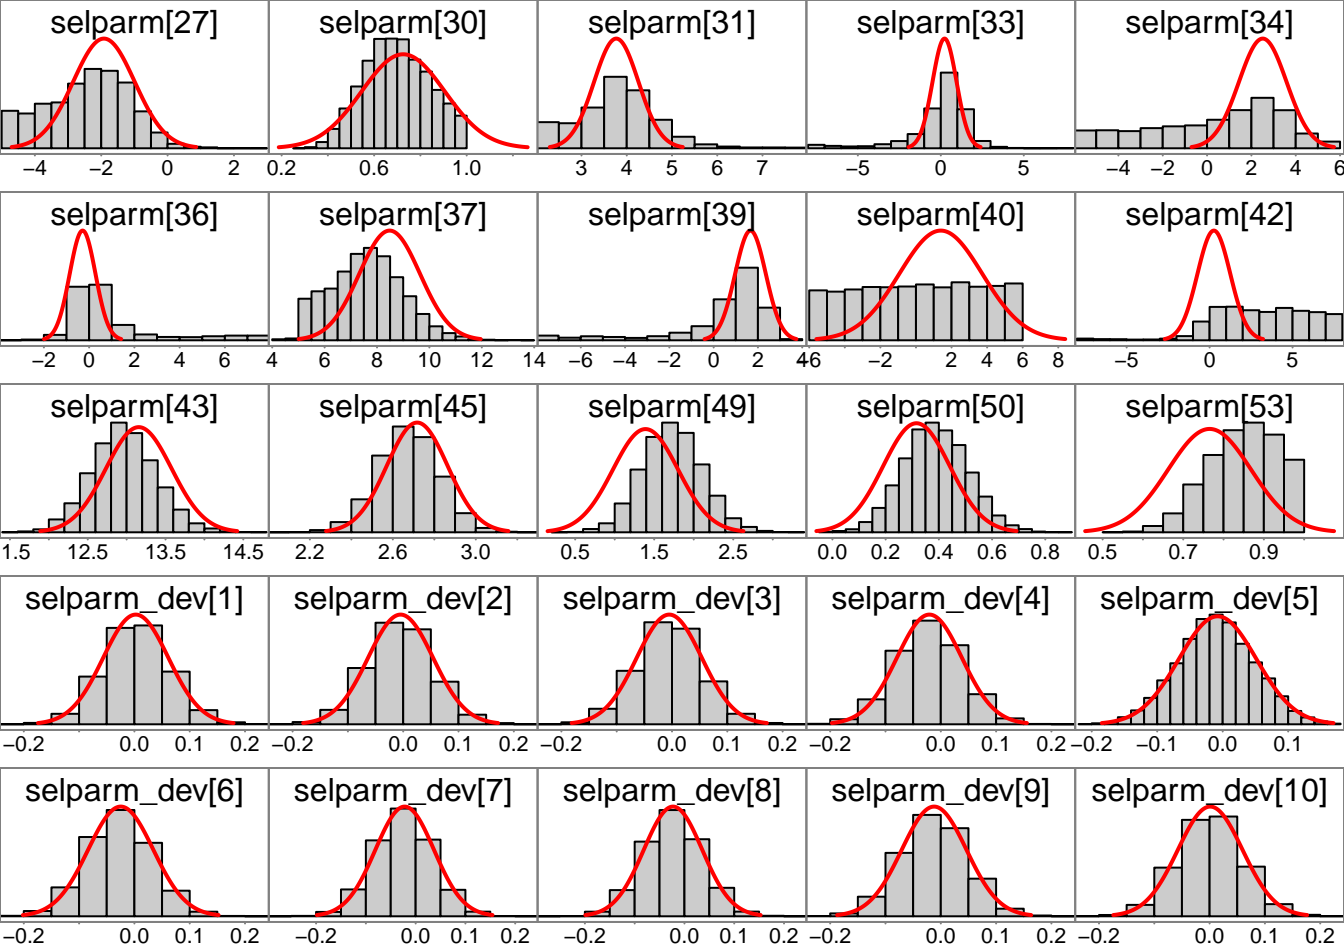 selparm[27] selparm[30] selparm[31] selparm[33] selparm[34]
−4 −2 0 2 0.2 0.6 1.0 3 4 5 6 7 −5 0 5 −4 −2 0 2 4 6
selparm[36] selparm[37] selparm[39] selparm[40] selparm[42]
−2 0 2 4 6 4 6 8 10 12 14 −6 −4 −2 0 2 4 −6 −2 2 4 6 8 −5 0 5
selparm[43] selparm[45] selparm[49] selparm[50] selparm[53]
1.5 12.5 13.5 14.5 2.2 2.6 3.0 0.5 1.5 2.5 0.0 0.2 0.4 0.6 0.8 0.5 0.7 0.9
selparm_dev[1] selparm_dev[2] selparm_dev[3] selparm_dev[4] selparm_dev[5]
−0.2 0.0 0.1 0.2 −0.2 0.0 0.1 0.2 −0.2 0.0 0.1 0.2 −0.2 0.0 0.1 0.2 −0.2 −0.1 0.0 0.1
selparm_dev[6] selparm_dev[7] selparm_dev[8] selparm_dev[9] selparm_dev[10]
−0.2 0.0 0.1 0.2 −0.2 0.0 0.1 0.2 −0.2 0.0 0.1 0.2 −0.2 0.0 0.1 0.2 −0.2 0.0 0.1 0.2